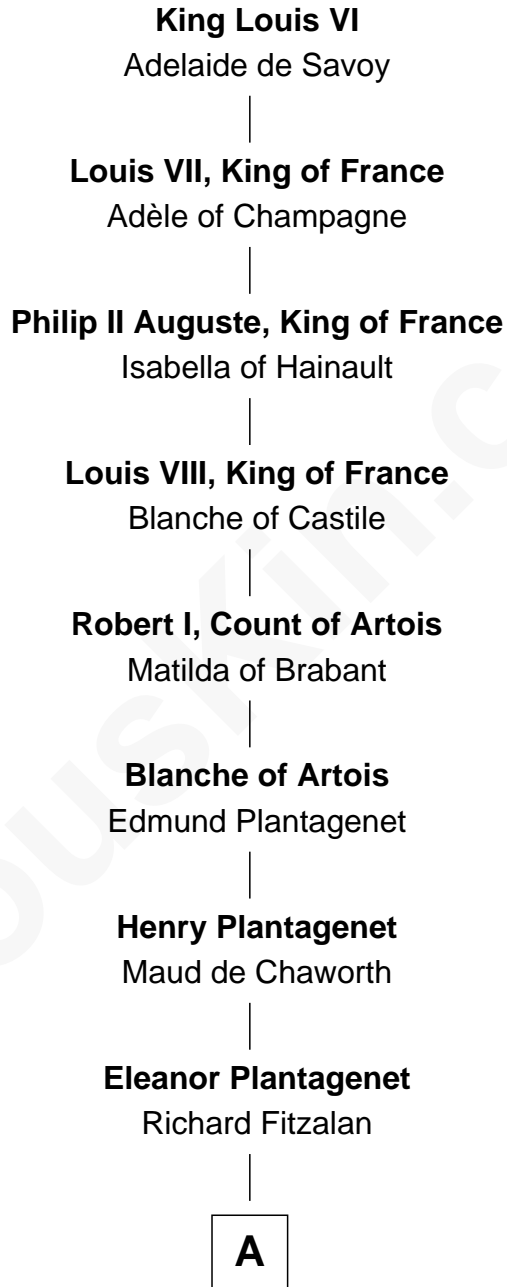 King Louis VI
Adelaide de Savoy
Louis VII, King of France
Adèle of Champagne
Philip II Auguste, King of France
Isabella of Hainault
Louis VIII, King of France
Blanche of Castile
Robert I, Count of Artois
Matilda of Brabant
Blanche of Artois
Edmund Plantagenet
Henry Plantagenet
Maud de Chaworth
Eleanor Plantagenet
Richard Fitzalan
A